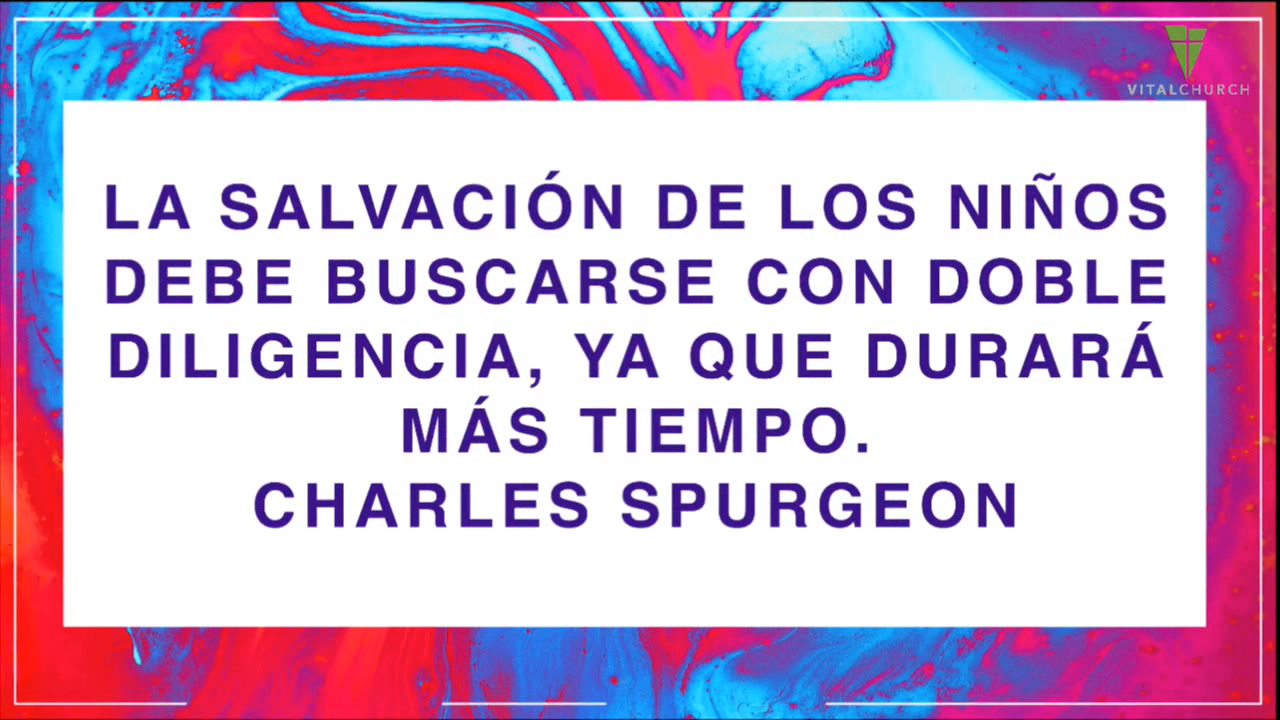 VITALCHURCH
LA SALVACIÓN DE LOS NIÑOS
DEBE BUSCARSE CON DOBLE
DILIGENCIA, YA QUE DURARÁ
MÁS TIEMPO.
CHARLES SPURGEON